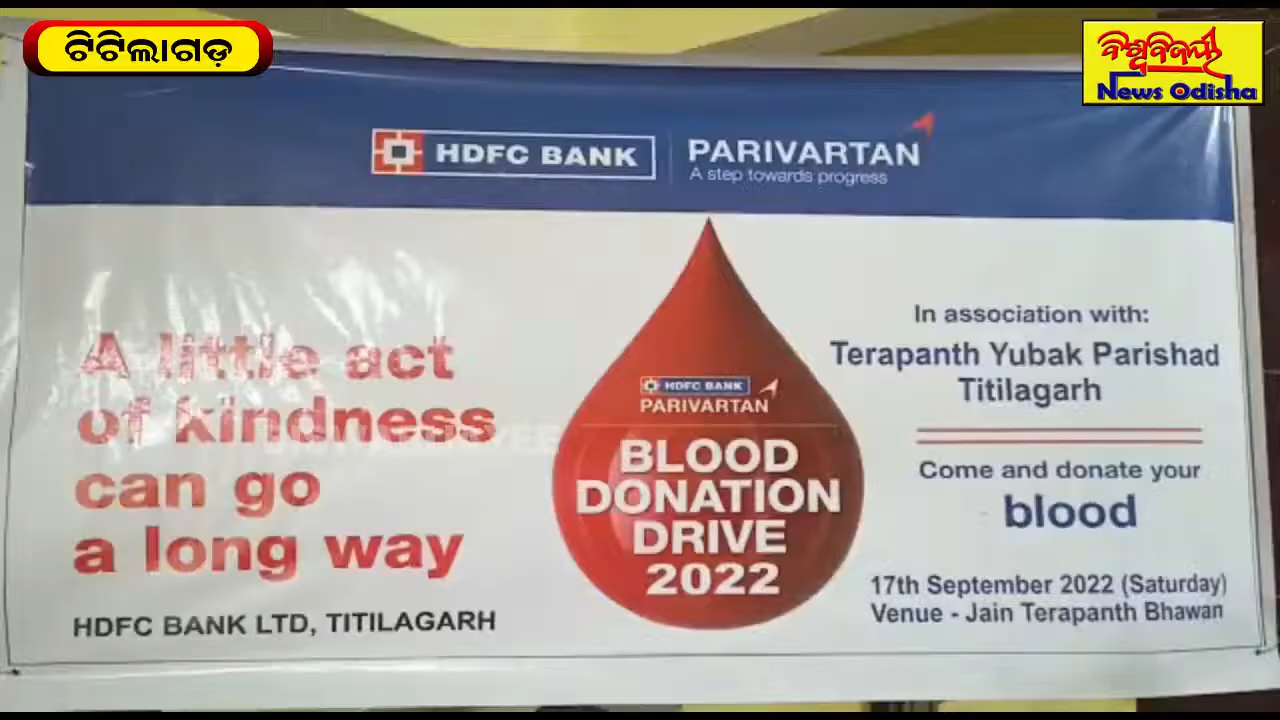 ଟିଟିଲାଗଡ଼
ବିଶ୍ୱବିଜୟୀ
News Odisha
HDFC BANK
PARIVARTAN
A step towards progress
A little act
of kindness
can go
a long way
HDFC BANK LTD, TITILAGARH
HDFC BANK
PARIVARTAN
BLOOD
DONATION
DRIVE
2022
In association with:
Terapanth Yubak Parishad
Titilagarh
Come and donate your
blood
17th September 2022 (Saturday)
Venue - Jain Terapanth Bhawan